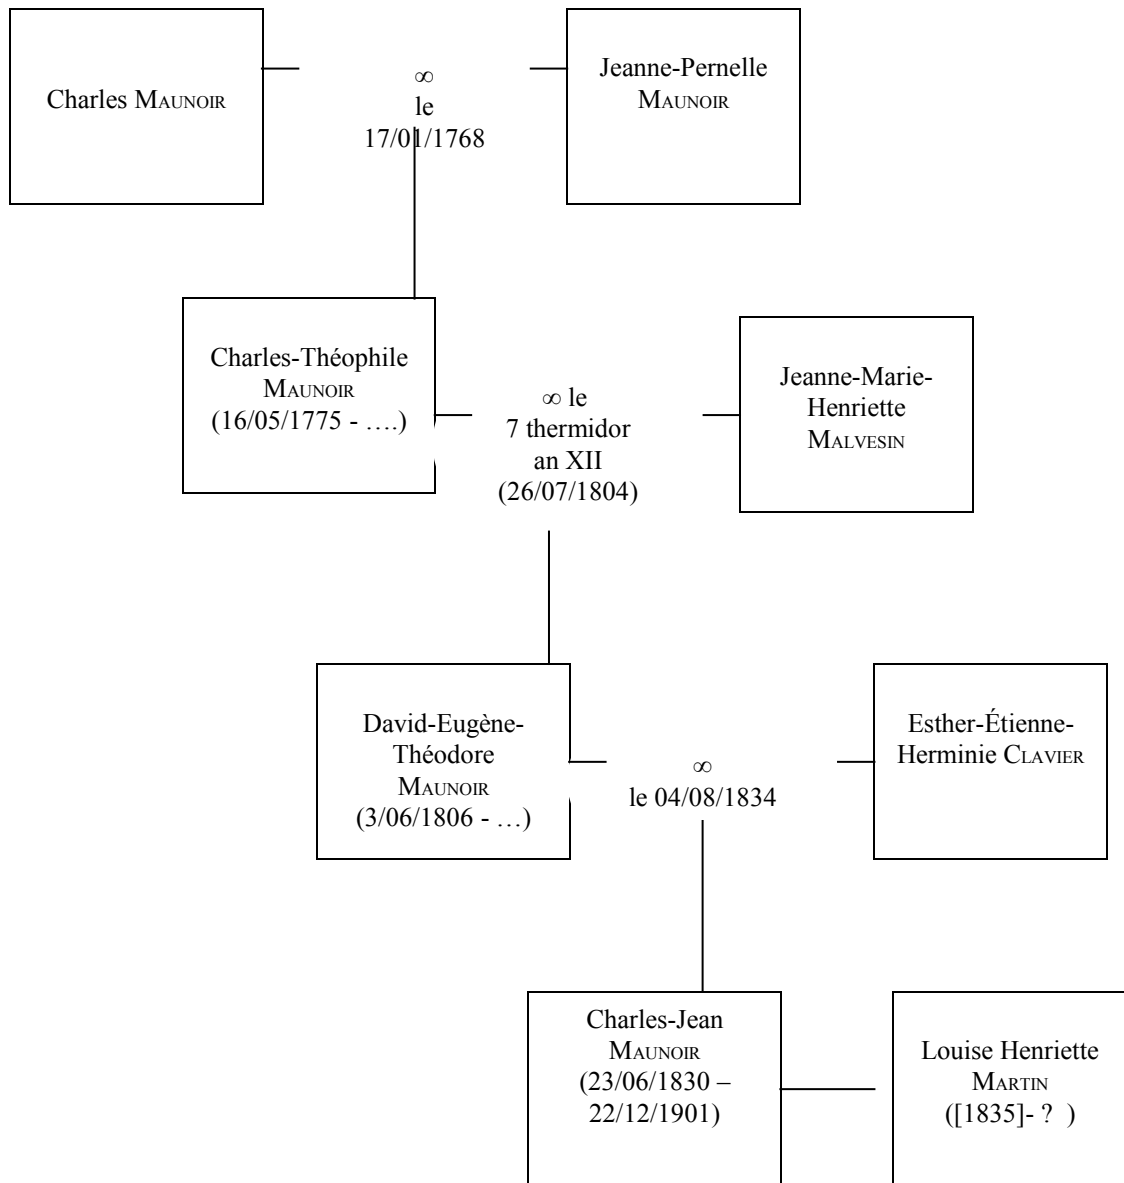 Charles MAUNOIR
∞
le
17/01/1768
Jeanne-Pernelle
MAUNOIR
Charles-Théophile
MAUNOIR
(16/05/1775 - ….)
∞ le
7 thermidor
an XII
(26/07/1804)
Jeanne-Marie-
Henriette
MALVESIN
David-Eugène-
Théodore
MAUNOIR
(3/06/1806 - …)
∞
le 04/08/1834
Esther-Étienne-
Herminie CLAVIER
Charles-Jean
MAUNOIR
(23/06/1830 –
22/12/1901)
Louise Henriette
MARTIN
([1835]- ? )